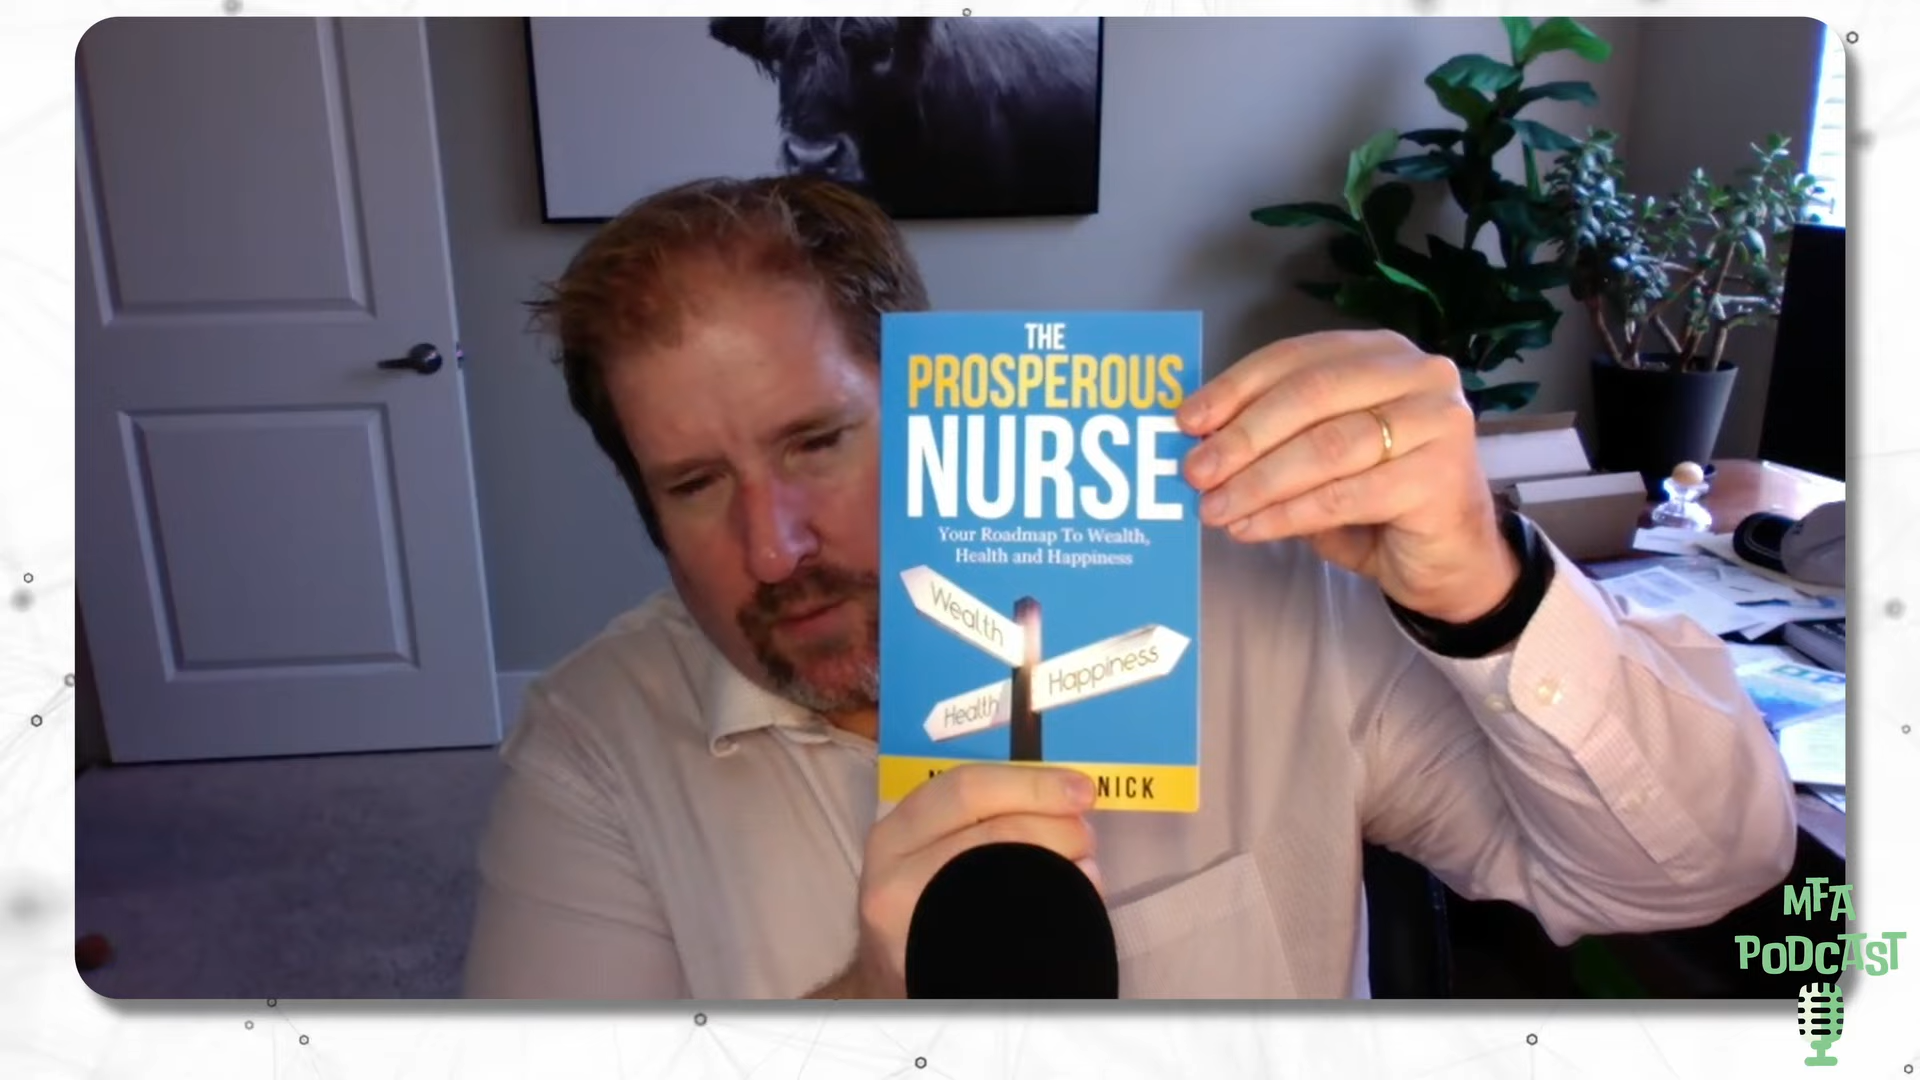 THE
PROSPEROUS
NURSE
Your Roadmap To Wealth,
Health and Happiness
Wealth
Happiness
Health
NICK
MFA
PODCAST